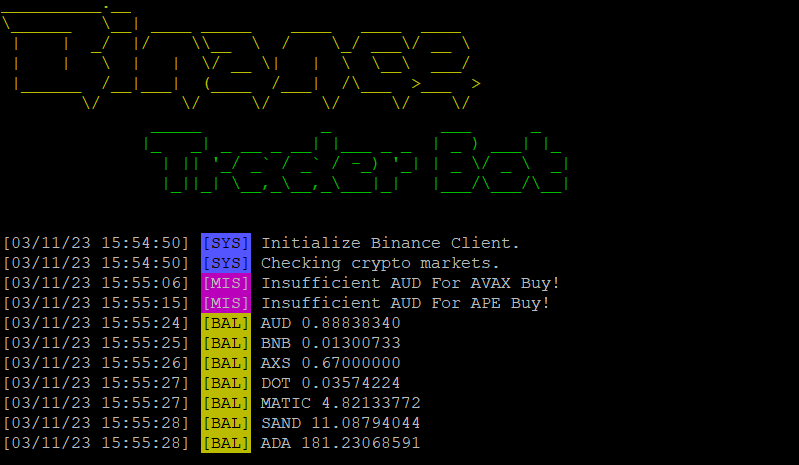 Binance
Trader Bot
[03/11/23 15:54:50] [SYS] Initialize Binance Client.
[03/11/23 15:54:50] [SYS] Checking crypto markets.
[03/11/23 15:55:06] [MIS] Insufficient AUD For AVAX Buy!
[03/11/23 15:55:15] [MIS] Insufficient AUD For APE Buy!
[03/11/23 15:55:24] [BAL] AUD 0.88838340
[03/11/23 15:55:25] [BAL] BNB 0.01300733
[03/11/23 15:55:26] [BAL] AXS 0.67000000
[03/11/23 15:55:27] [BAL] DOT 0.03574224
[03/11/23 15:55:27] [BAL] MATIC 4.82133772
[03/11/23 15:55:28] [BAL] SAND 11.08794044
[03/11/23 15:55:28] [BAL] ADA 181.23068591